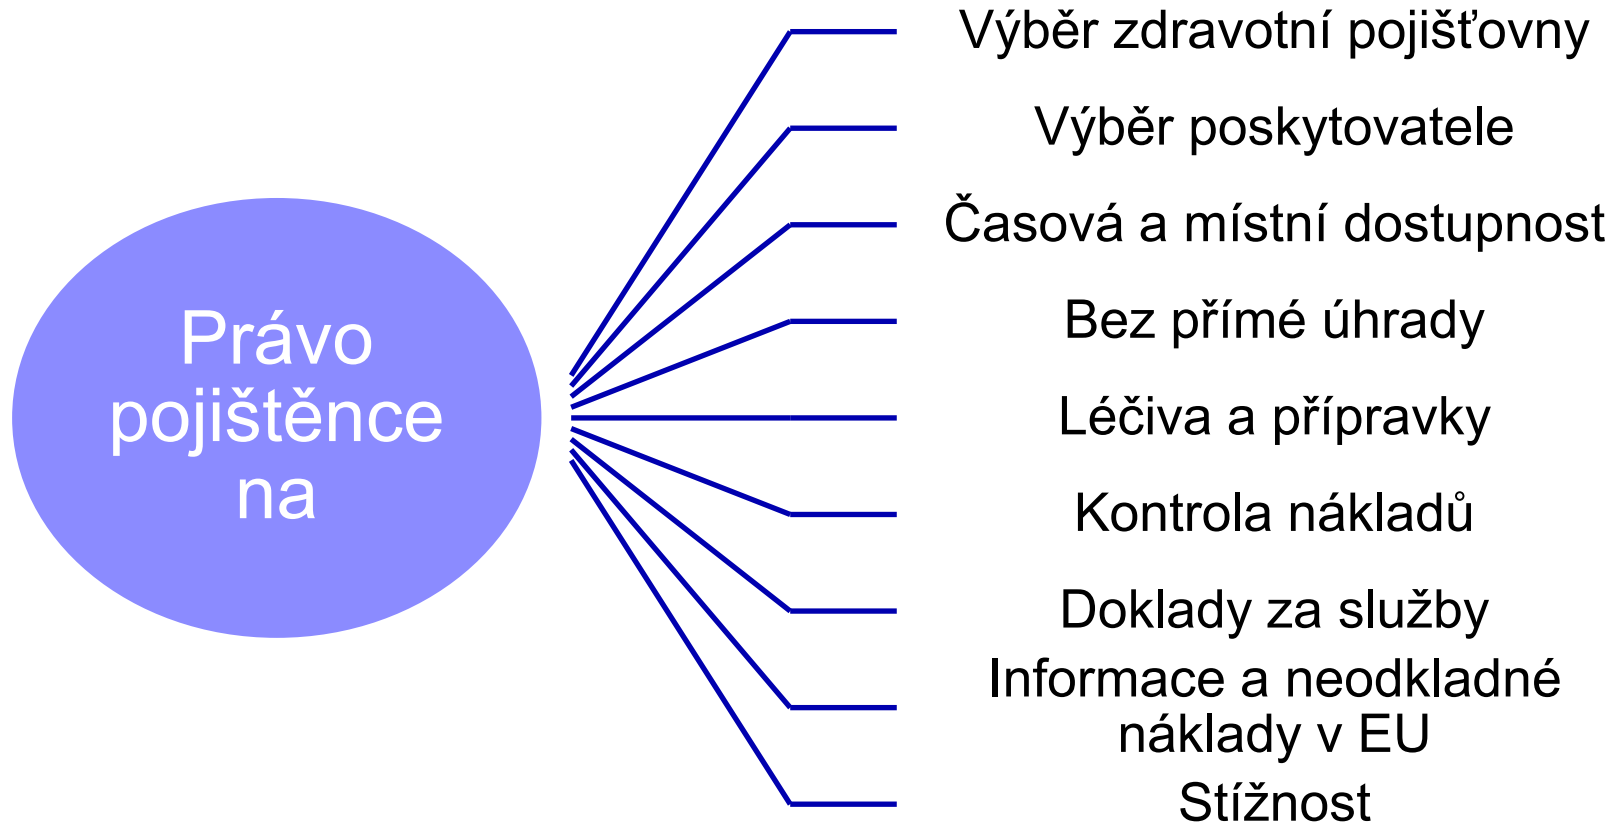 Právo
pojištěnce
na
Výběr zdravotní pojišťovny
Výběr poskytovatele
Časová a místní dostupnost
Bez přímé úhrady
Léčiva a přípravky
Kontrola nákladů
Doklady za služby
Informace a neodkladné
náklady v EU
Stížnost